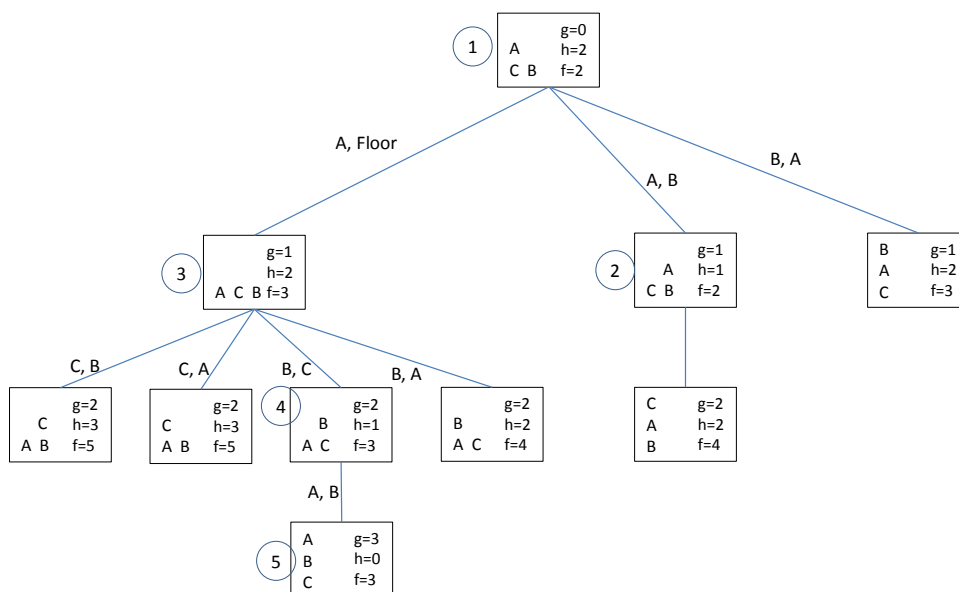 1
g=0
A h=2
C B f=2
A, Floor
A, B
B, A
3
g=1
h=2
A C B f=3
2
g=1
A h=1
C B f=2
B g=1
A h=2
C f=3
C, B
C, A
B, C
B, A
g=2
C h=3
A B f=5
g=2
C h=3
A B f=5
4
g=2
B h=1
A C f=3
g=2
B h=2
A C f=4
C g=2
A h=2
B f=4
A, B
5
A g=3
B h=0
C f=3